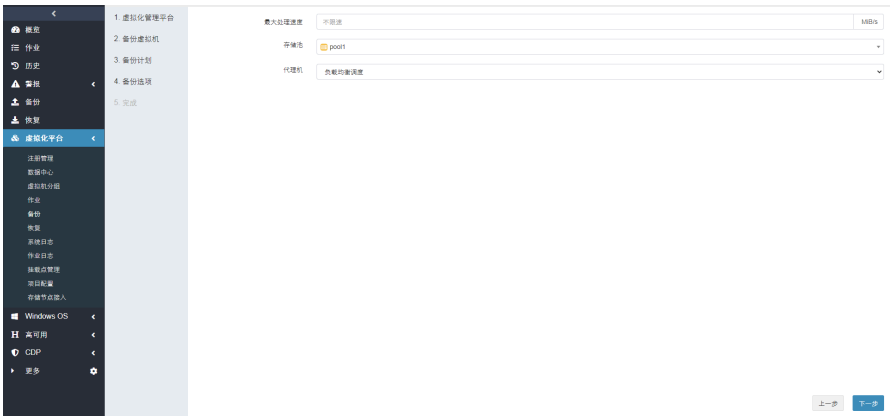 概览
作业
历史
警报
备份
恢复
虚拟化平台
注册管理
数据中心
虚拟机分组
作业
备份
恢复
系统日志
作业日志
挂载点管理
项目配置
存储节点接入
Windows OS
高可用
CDP
更多
1. 虚拟化管理平台
2. 备份虚拟机
3. 备份计划
4. 备份选项
5. 完成
最大处理速度 不限速 MiB/s
存储池 pool1
代理机 负载均衡调度
上一步 下一步